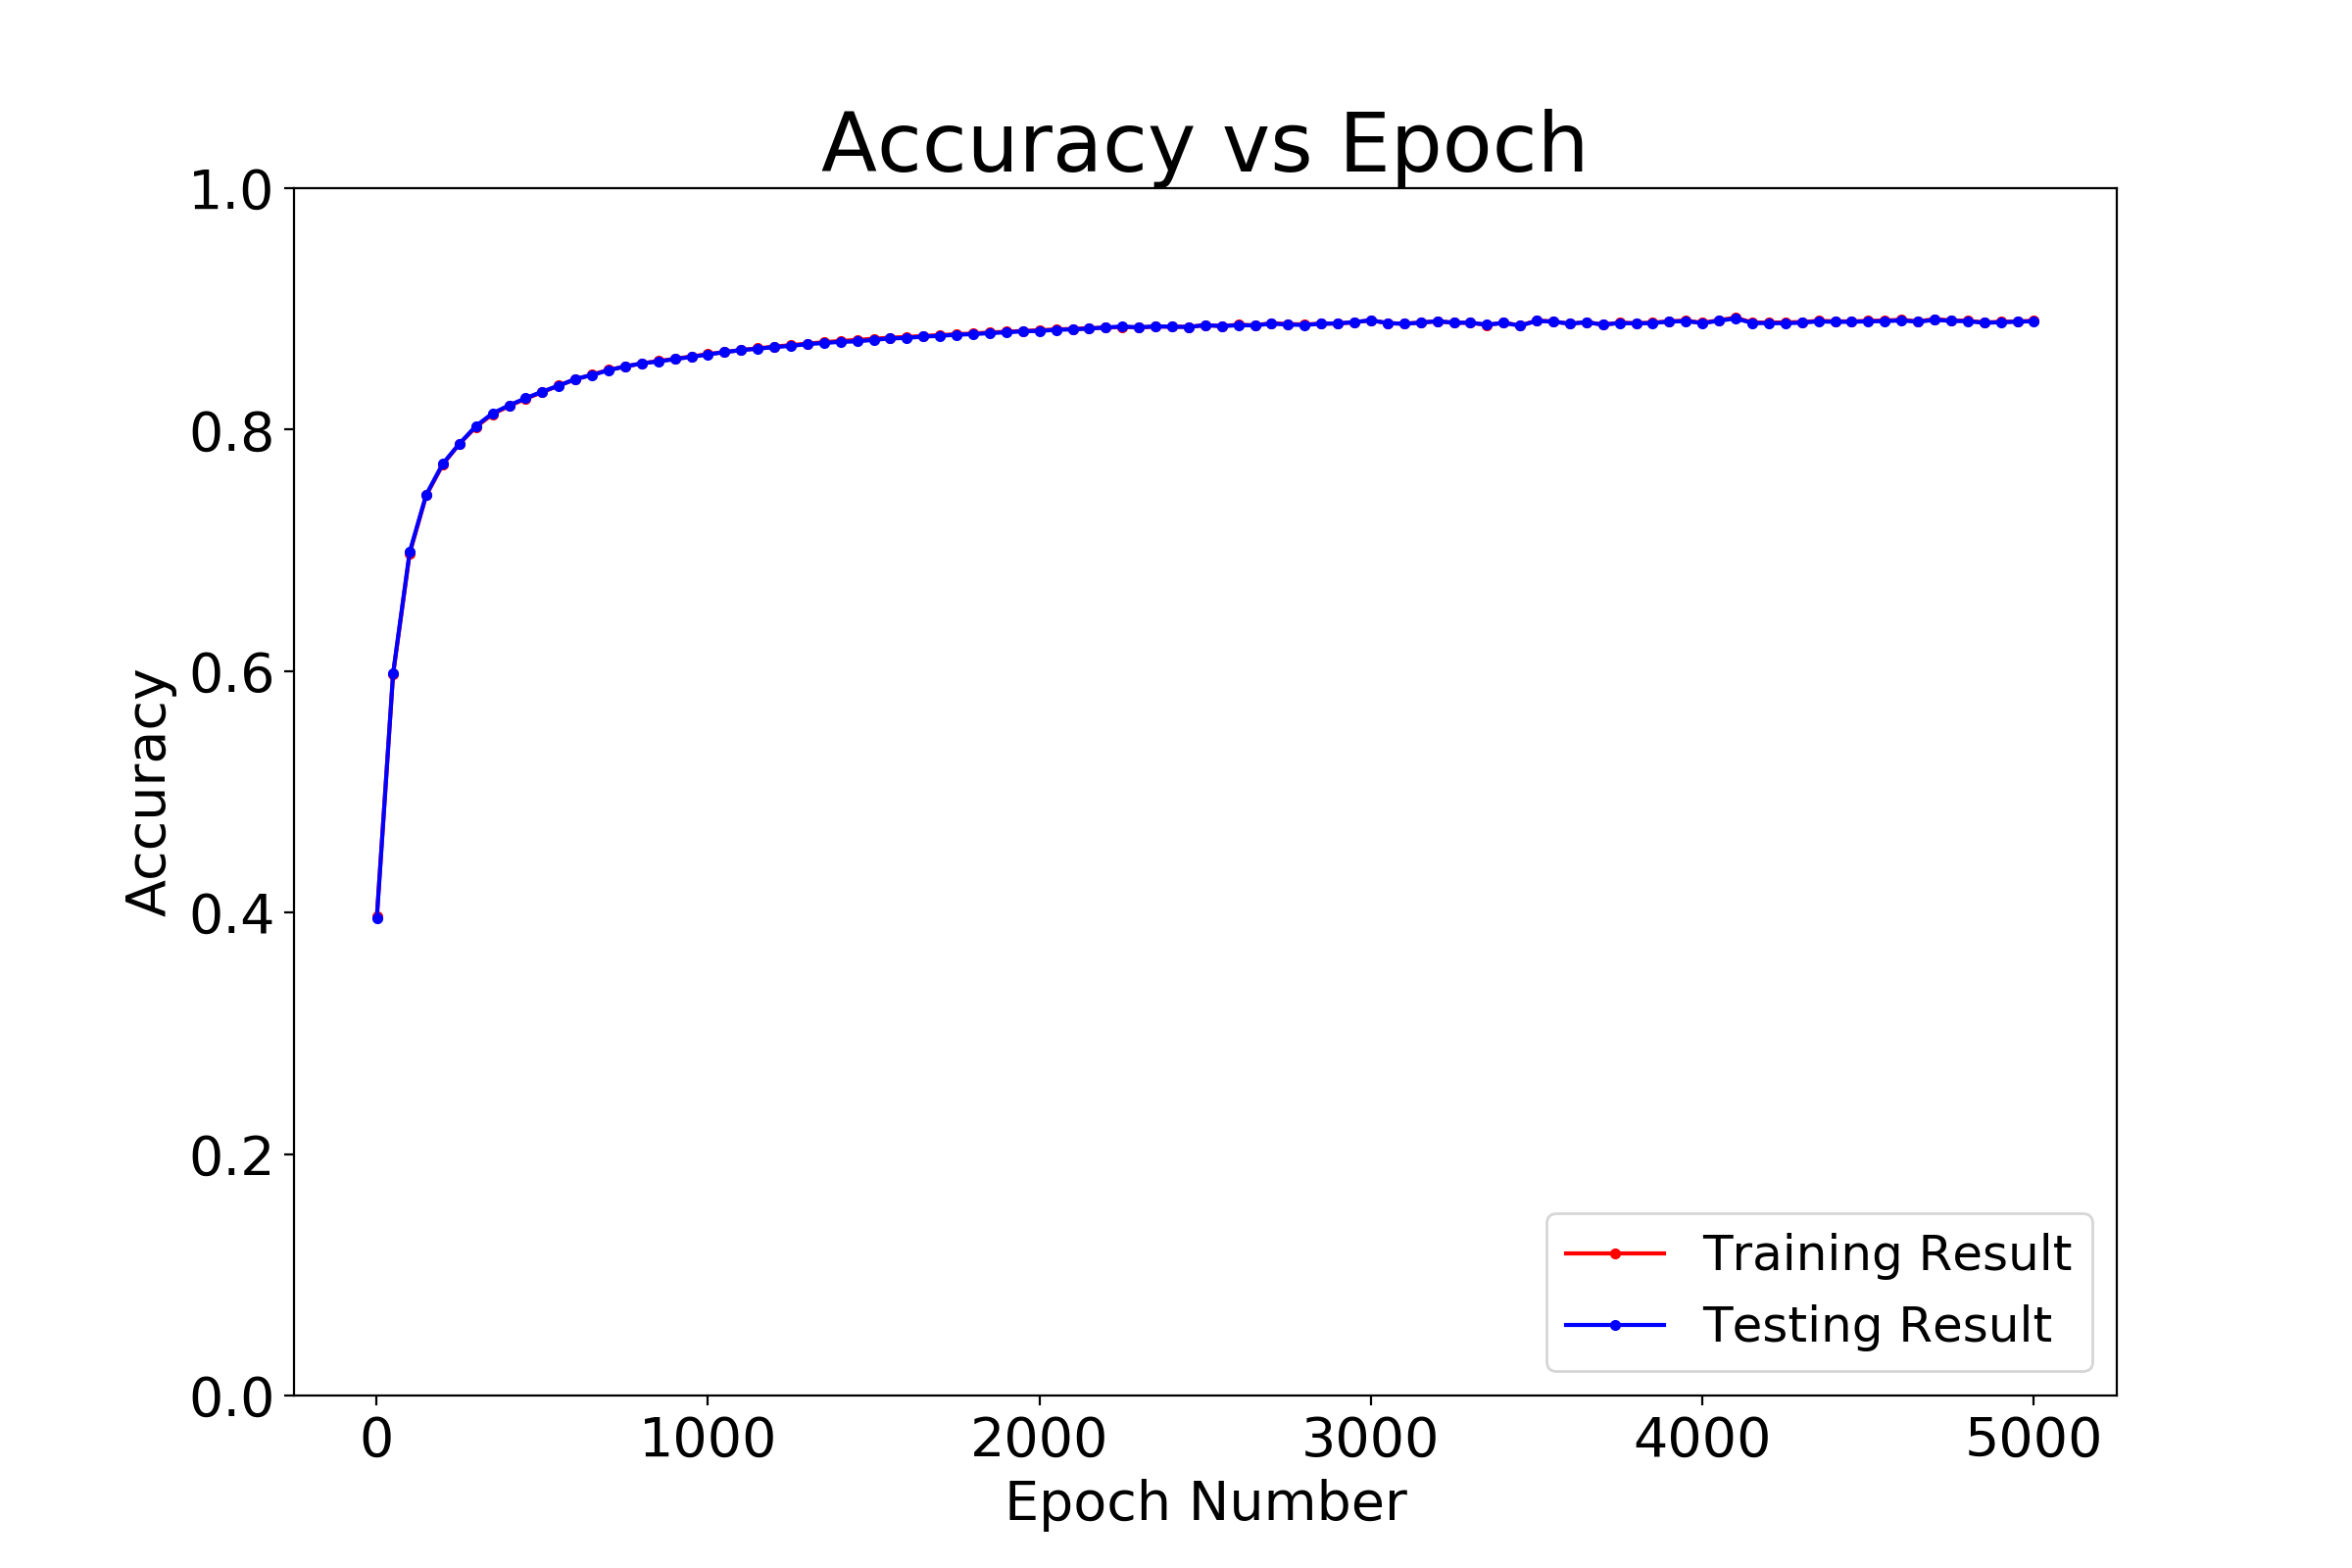 Accuracy vs Epoch
1.0
0.8
0.6
0.4
0.2
0.0
Accuracy
0 1000 2000 3000 4000 5000
Epoch Number
Training Result
Testing Result